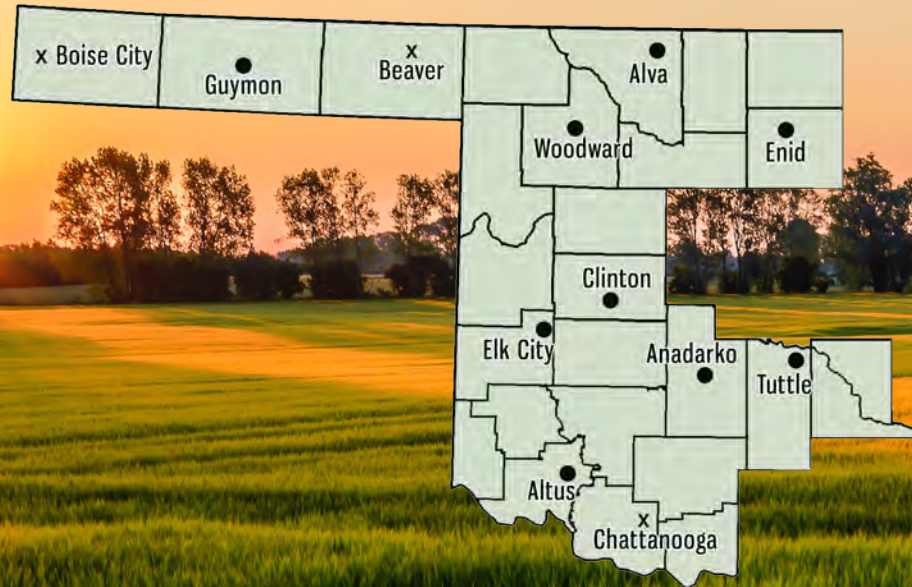 x Boise City
Guymon
x
Beaver
Alva
Woodward
Enid
Clinton
Elk City
Anadarko
Tuttle
Altus
x
Chattanooga